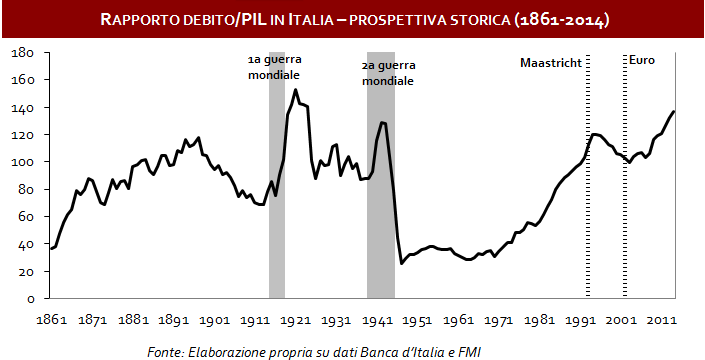 RAPPORTO DEBITO/PIL IN ITALIA – PROSPETTIVA STORICA (1861-2014)
180
160
140
120
100
80
60
40
20
0
1a guerra
mondiale
2a guerra
mondiale
Maastricht
Euro
1861 1871 1881 1891 1901 1911 1921 1931 1941 1951 1961 1971 1981 1991 2001 2011
Fonte: Elaborazione propria su dati Banca d'Italia e FMI